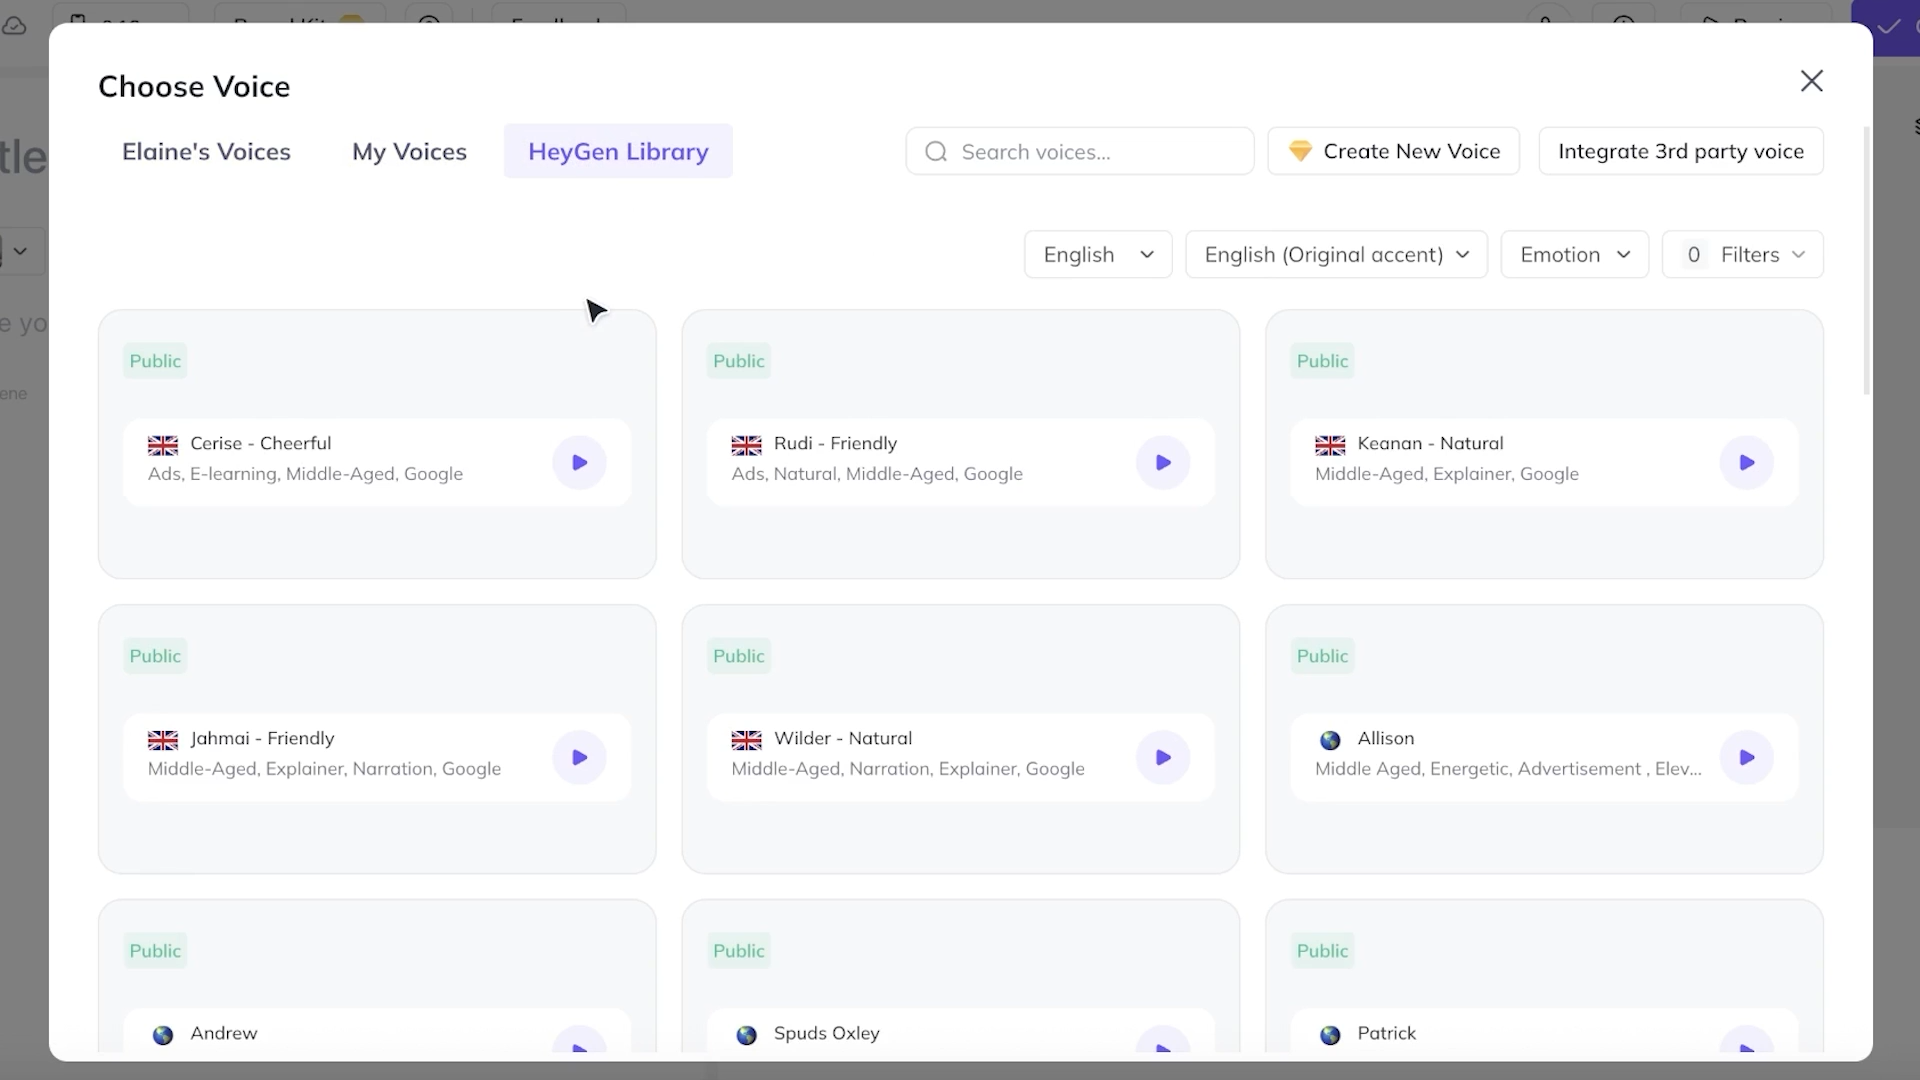 Choose Voice
Elaine's Voices
My Voices
HeyGen Library
Search voices...
Create New Voice
Integrate 3rd party voice
English
English (Original accent)
Emotion
0 Filters
Public
Cerise - Cheerful
Ads, E-learning, Middle-Aged, Google
Public
Rudi - Friendly
Ads, Natural, Middle-Aged, Google
Public
Keanan - Natural
Middle-Aged, Explainer, Google
Public
Jahmai - Friendly
Middle-Aged, Explainer, Narration, Google
Public
Wilder - Natural
Middle-Aged, Narration, Explainer, Google
Public
Allison
Middle Aged, Energetic, Advertisement , Elev...
Public
Andrew
Public
Spuds Oxley
Public
Patrick